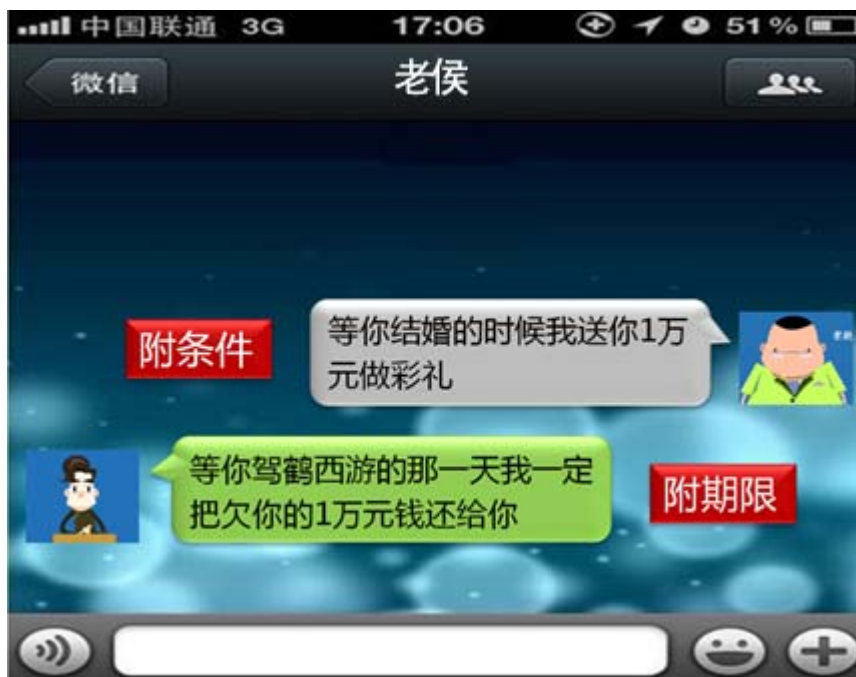 中国联通 3G 17:06 51%
微信 老侯
附条件
等你结婚的时候我送你1万
元做彩礼
等你驾鹤西游的那一天我一定
把欠你的1万元钱还给你
附期限